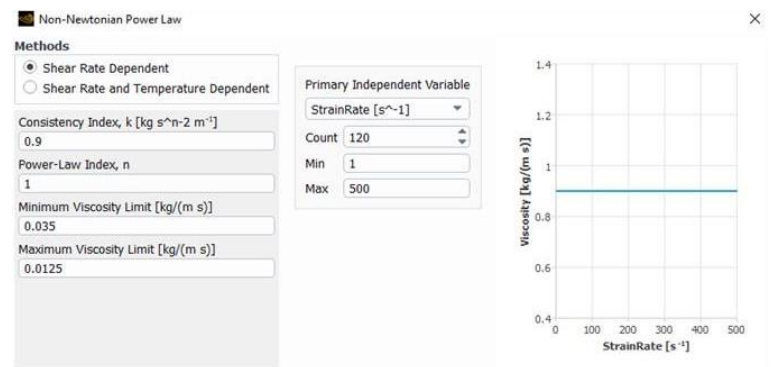 Non-Newtonian Power Law
Methods
Shear Rate Dependent
Shear Rate and Temperature Dependent
Consistency Index, k [kg s^n-2 m⁻¹]
0.9
Power-Law Index, n
1
Minimum Viscosity Limit [kg/(m s)]
0.035
Maximum Viscosity Limit [kg/(m s)]
0.0125
Primary Independent Variable
StrainRate [s^-1]
Count 120
Min 1
Max 500
Viscosity [kg/(m s)]
1.4
1.2
1
0.8
0.6
0.4
0 100 200 300 400 500
StrainRate [s⁻¹]